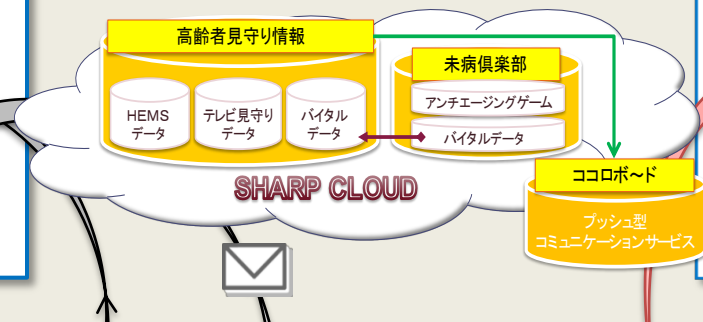 高齢者見守り情報
未病倶楽部
HEMS
データ
テレビ見守り
データ
バイタル
データ
アンチエージングゲーム
バイタルデータ
SHARP CLOUD
ココロボ～ド
プッシュ型
コミュニケーションサービス